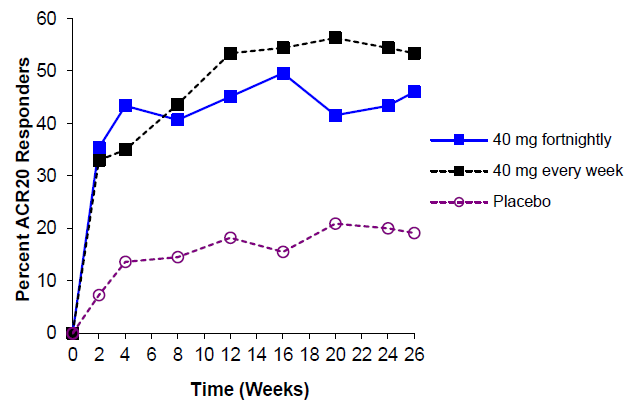 60
50
40
30
20
10
0
Percent ACR20 Responders
0 2 4 6 8 10 12 14 16 18 20 22 24 26
Time (Weeks)
40 mg fortnightly
40 mg every week
Placebo